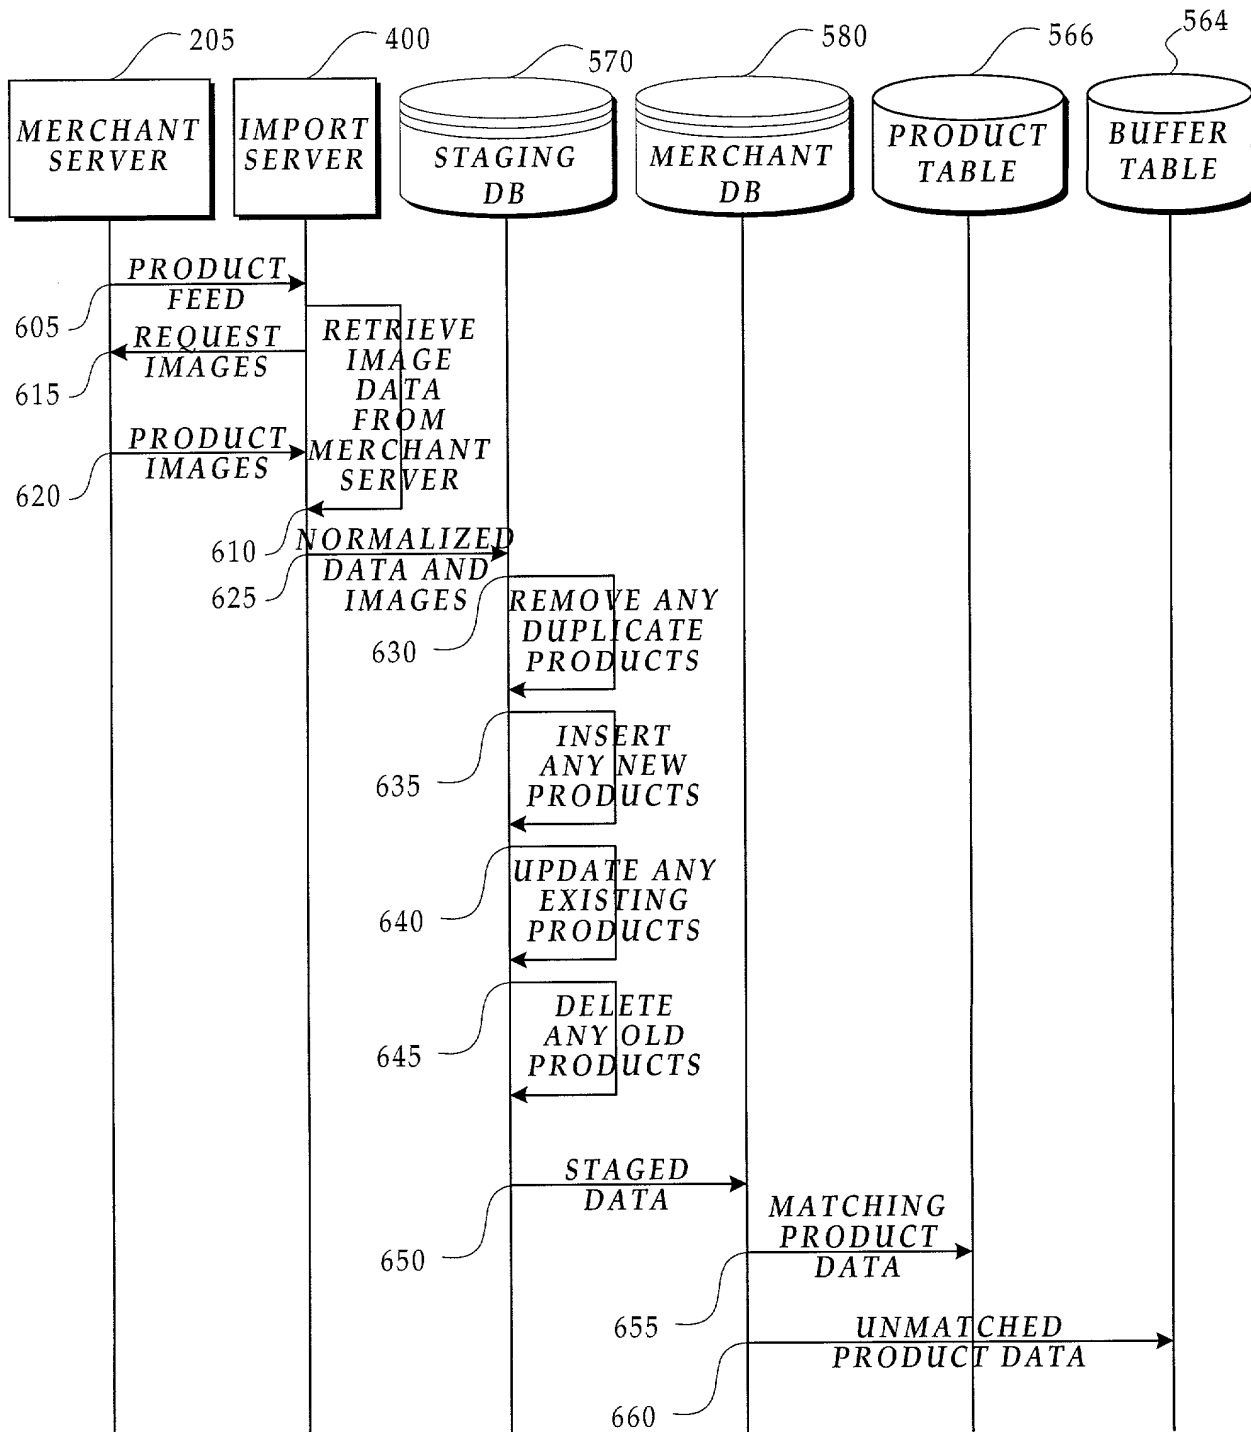 205
400
570
580
566
564
MERCHANT
SERVER
IMPORT
SERVER
STAGING
DB
MERCHANT
DB
PRODUCT
TABLE
BUFFER
TABLE
PRODUCT
FEED
605
REQUEST
IMAGES
615
RETRIEVE
IMAGE
DATA
FROM
MERCHANT
SERVER
PRODUCT
IMAGES
620
610
NORMALIZED
DATA AND
IMAGES
625
REMOVE ANY
DUPLICATE
PRODUCTS
630
INSERT
ANY NEW
PRODUCTS
635
UPDATE ANY
EXISTING
PRODUCTS
640
DELETE
ANY OLD
PRODUCTS
645
STAGED
DATA
650
MATCHING
PRODUCT
DATA
655
UNMATCHED
PRODUCT DATA
660